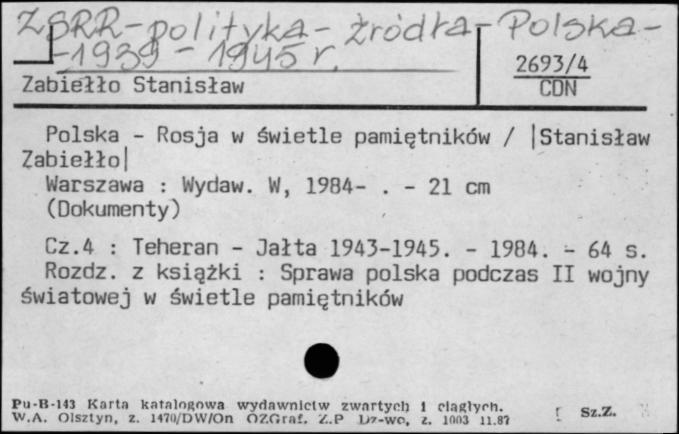 ZSRR - polityka - źródła - Polska -
- 1939 - 1945 r.
2693/4
CDN
Zabiełło Stanisław
Polska - Rosja w świetle pamiętników / |Stanisław
Zabiełło|
Warszawa : Wydaw. W, 1984- . - 21 cm
(Dokumenty)
Cz.4 : Teheran - Jałta 1943-1945. - 1984. - 64 s.
Rozdz. z książki : Sprawa polska podczas II wojny
światowej w świetle pamiętników
Pu-B-143 Karta katalogowa wydawnictw zwartych i ciągłych.
W.A. Olsztyn, z. 1470/DW/On OZGraf. Z.P Dz-wo, z. 1003 11.87
Sz.Z.